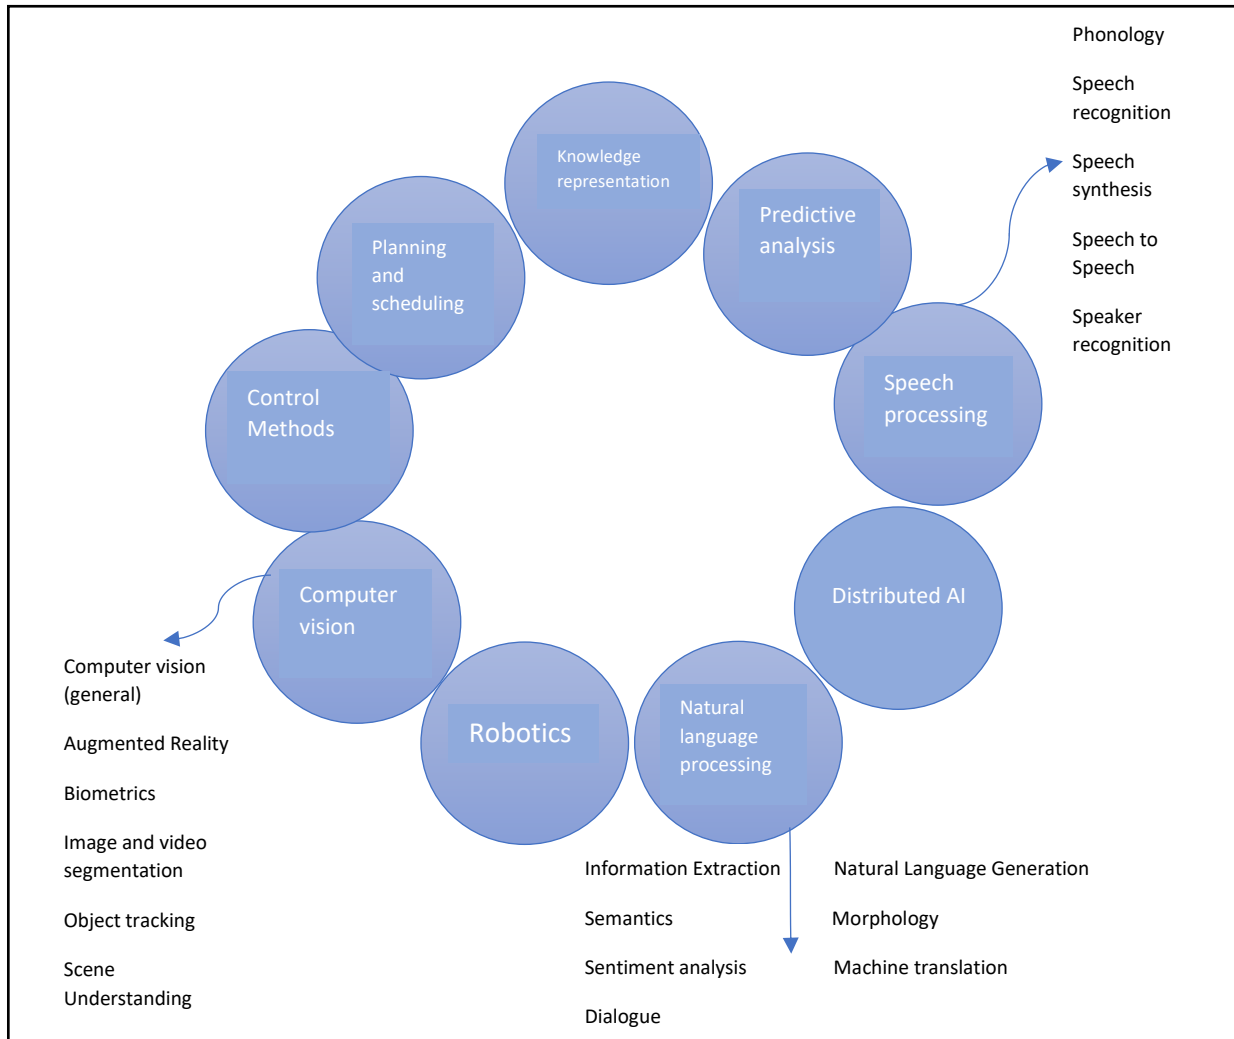 Phonology
Speech
recognition
Speech
synthesis
Speech to
Speech
Speaker
recognition
Knowledge
representation
Predictive
analysis
Planning
and
scheduling
Speech
processing
Control
Methods
Distributed AI
Computer
vision
Robotics
Natural
language
processing
Computer vision
(general)
Augmented Reality
Biometrics
Image and video
segmentation
Object tracking
Scene
Understanding
Information Extraction
Semantics
Sentiment analysis
Dialogue
Natural Language Generation
Morphology
Machine translation